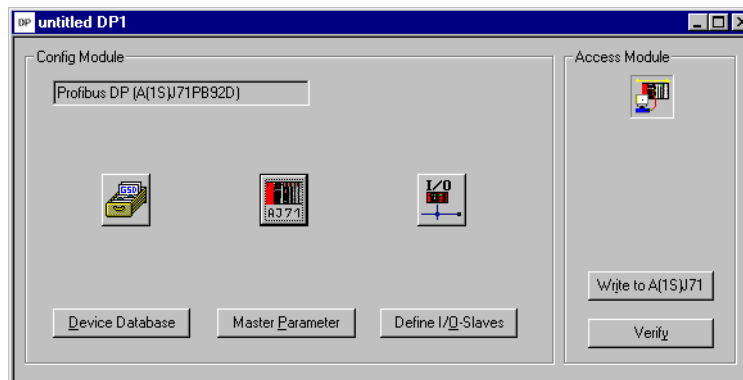 DP untitled DP1
Config Module
Access Module
Profibus DP (A(1S)J71PB92D)
GSD
AJ71
I/O
Write to A(1S)J71
Device Database
Master Parameter
Define I/O-Slaves
Verify